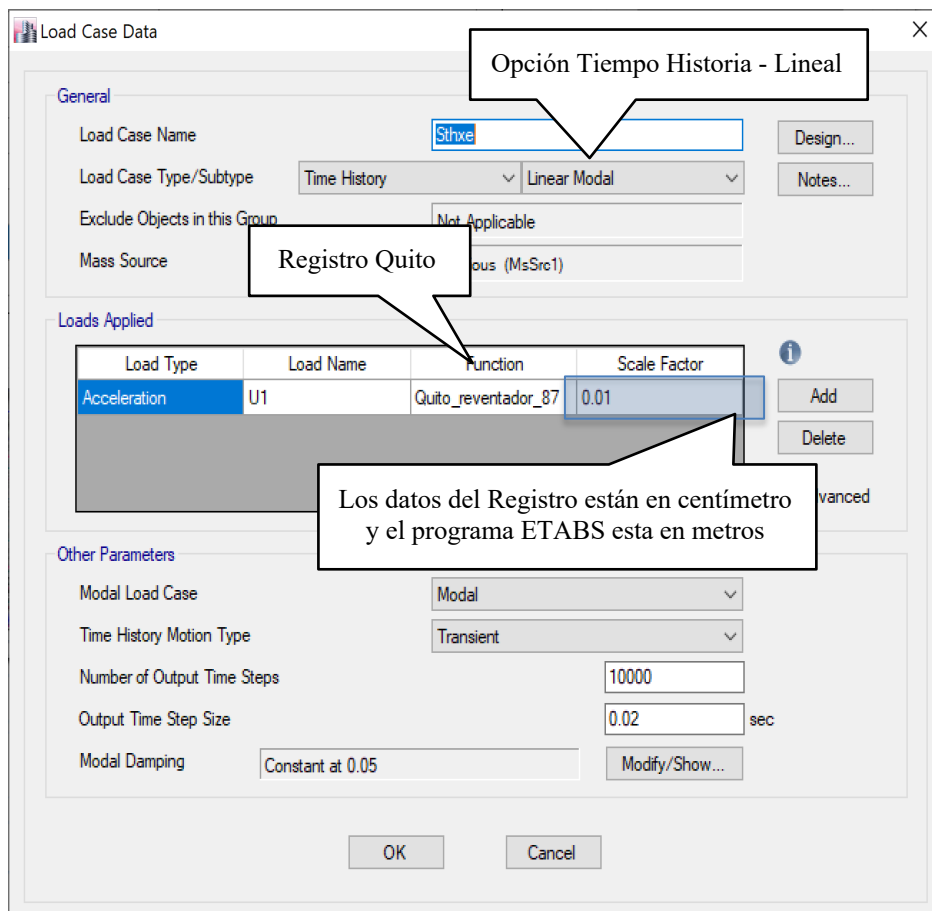 Load Case Data
Opción Tiempo Historia - Lineal
General
Load Case Name
Sthxe
Design...
Load Case Type/Subtype
Time History
Linear Modal
Notes...
Exclude Objects in this Group
Not Applicable
Mass Source
(MsSrc1)
Registro Quito
Loads Applied
Load Type
Load Name
Function
Scale Factor
Acceleration
U1
Quito_reventador_87
0.01
Add
Delete
Los datos del Registro están en centímetro
y el programa ETABS esta en metros
Other Parameters
Modal Load Case
Modal
Time History Motion Type
Transient
Number of Output Time Steps
10000
Output Time Step Size
0.02
sec
Modal Damping
Constant at 0.05
Modify/Show...
OK
Cancel